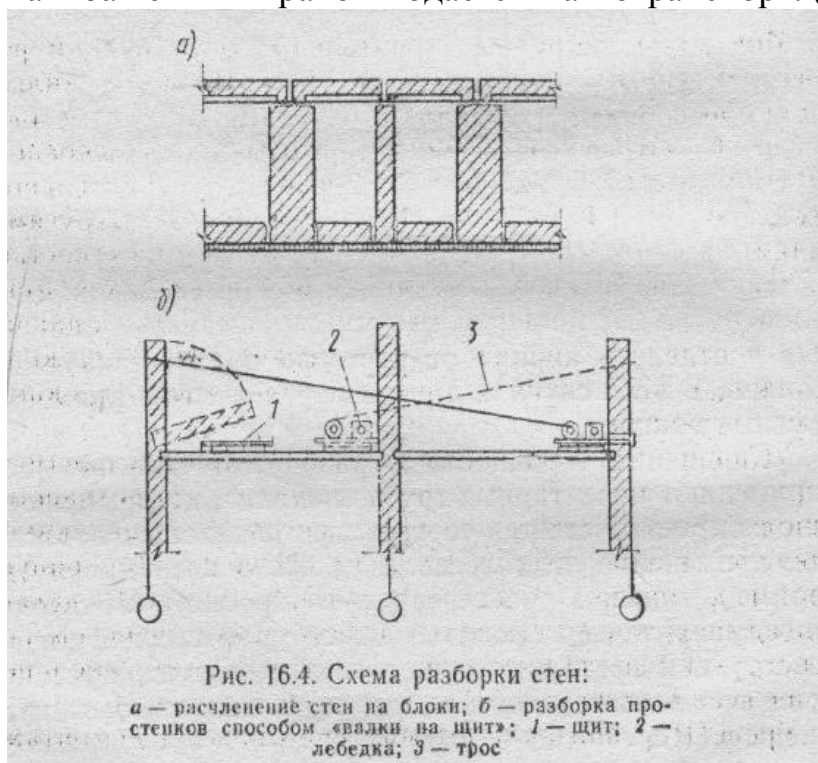 а)
б)
2
3
1
Рис. 16.4. Схема разборки стен:
а — расчленение стен на блоки; б — разборка про-
стенков способом «валки на щит»; 1 — щит; 2 —
лебедка; 3 — трос